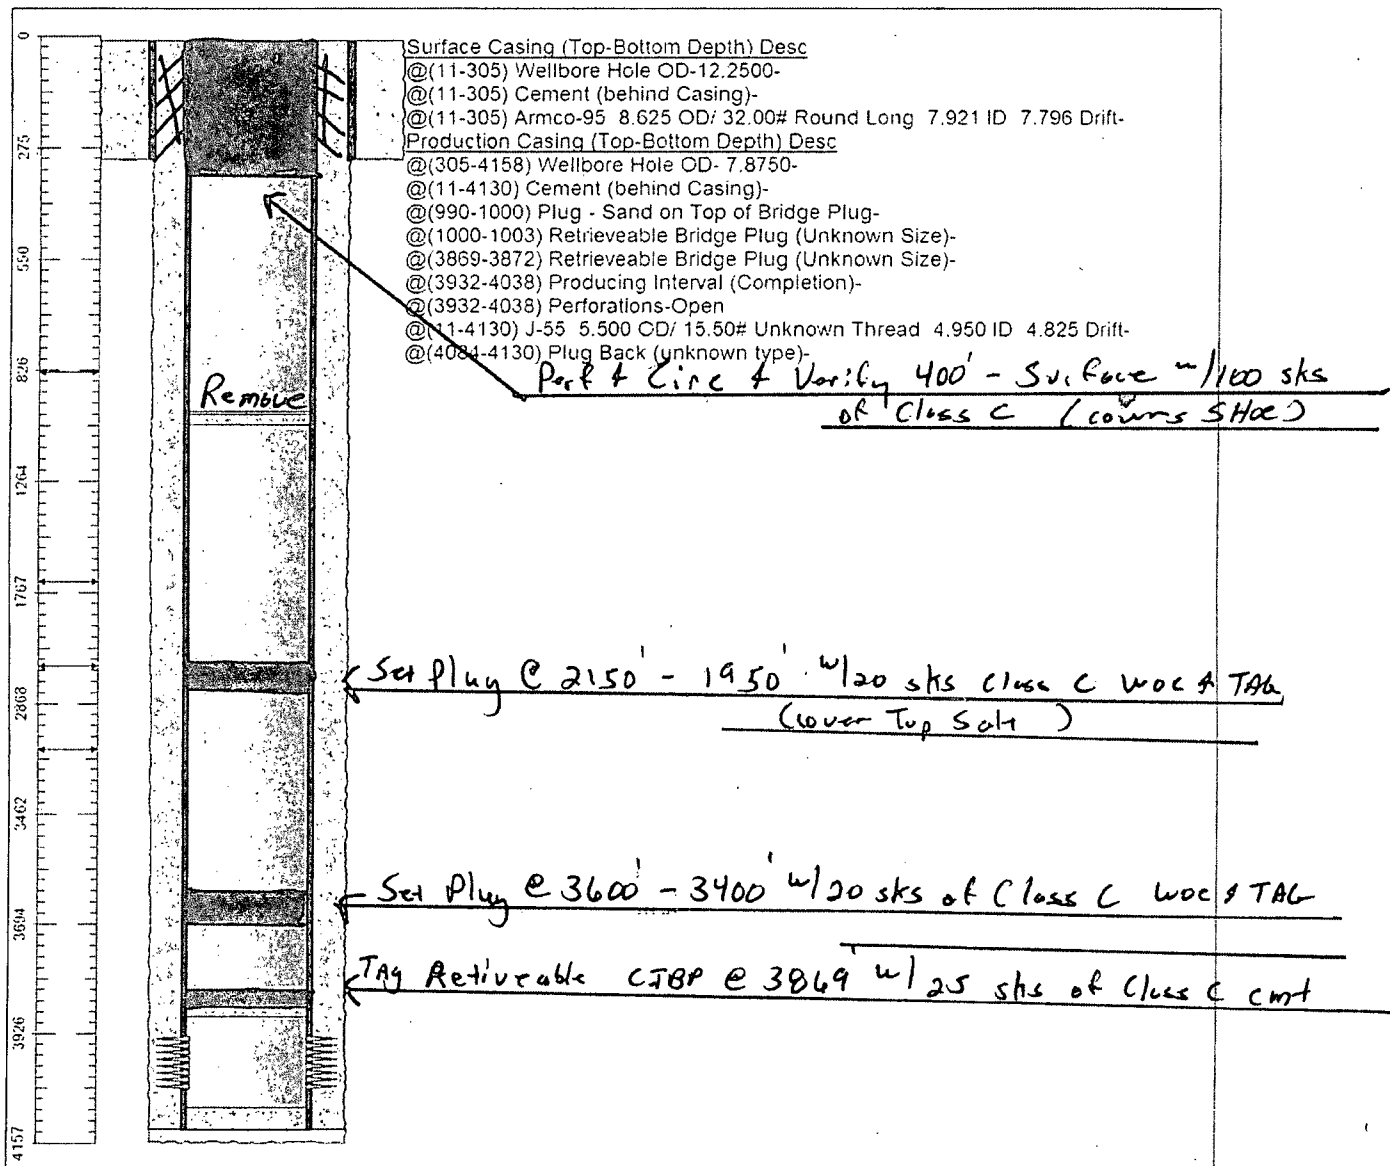 0
275
550
826
1264
1767
2868
3462
3694
3926
4157
Surface Casing (Top-Bottom Depth) Desc
@(11-305) Wellbore Hole OD-12.2500-
@(11-305) Cement (behind Casing)-
@(11-305) Armco-95 8.625 OD/ 32.00# Round Long 7.921 ID 7.796 Drift-
Production Casing (Top-Bottom Depth) Desc
@(305-4158) Wellbore Hole OD- 7.8750-
@(11-4130) Cement (behind Casing)-
@(990-1000) Plug - Sand on Top of Bridge Plug-
@(1000-1003) Retrieveable Bridge Plug (Unknown Size)-
@(3869-3872) Retrieveable Bridge Plug (Unknown Size)-
@(3932-4038) Producing Interval (Completion)-
@(3932-4038) Perforations-Open
@(11-4130) J-55 5.500 OD/ 15.50# Unknown Thread 4.950 ID 4.825 Drift-
@(4084-4130) Plug Back (unknown type)-
Perf & Circ & Verify 400' - Surface w/100 sks
of Class C (covers SHOE)
Remove
Set Plug @ 2150' - 1950' w/20 sks Class C WOC & TAG
(cover Top Salt)
Set Plug @ 3600' - 3400' w/20 sks of Class C WOC & TAG
TAg Retiveable CIBP @ 3869' w/25 sks of Class C cmt